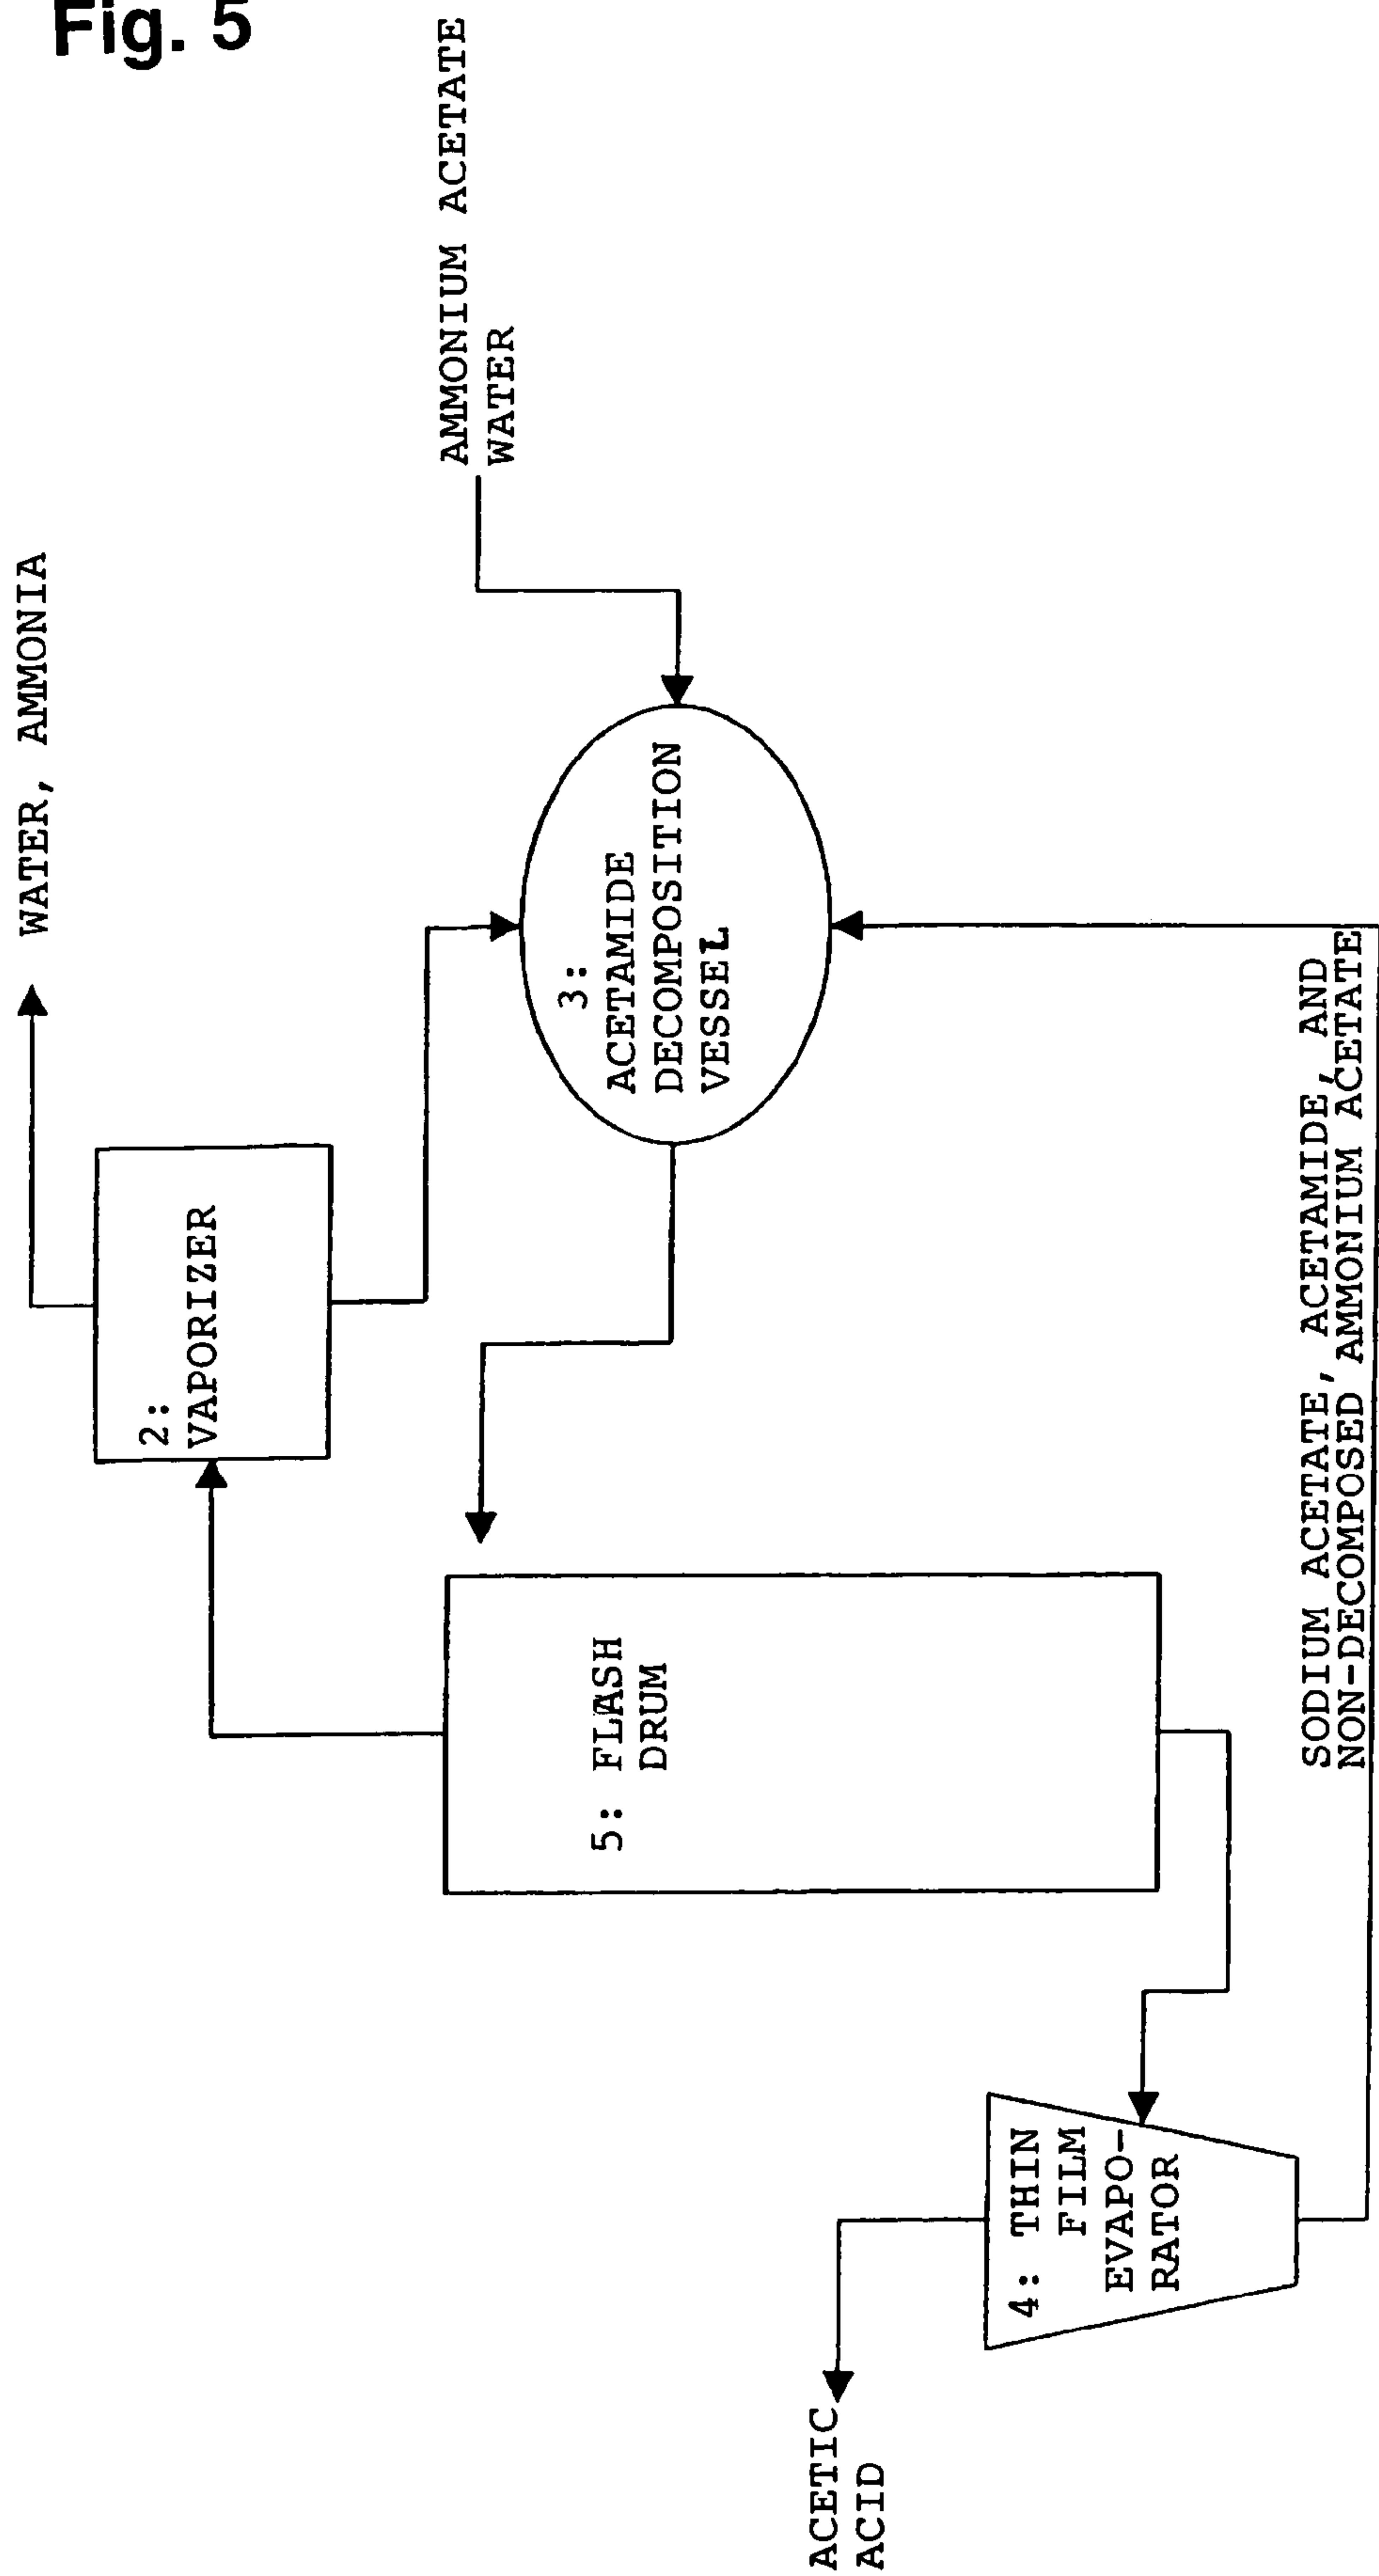 Fig. 5
WATER, AMMONIA
AMMONIUM ACETATE
WATER
2:
VAPORIZER
3:
ACETAMIDE
DECOMPOSITION
VESSEL
5: FLASH
DRUM
4: THIN
FILM
EVAPO-
RATOR
ACETIC
ACID
SODIUM ACETATE, ACETAMIDE, AND
NON-DECOMPOSED AMMONIUM ACETATE